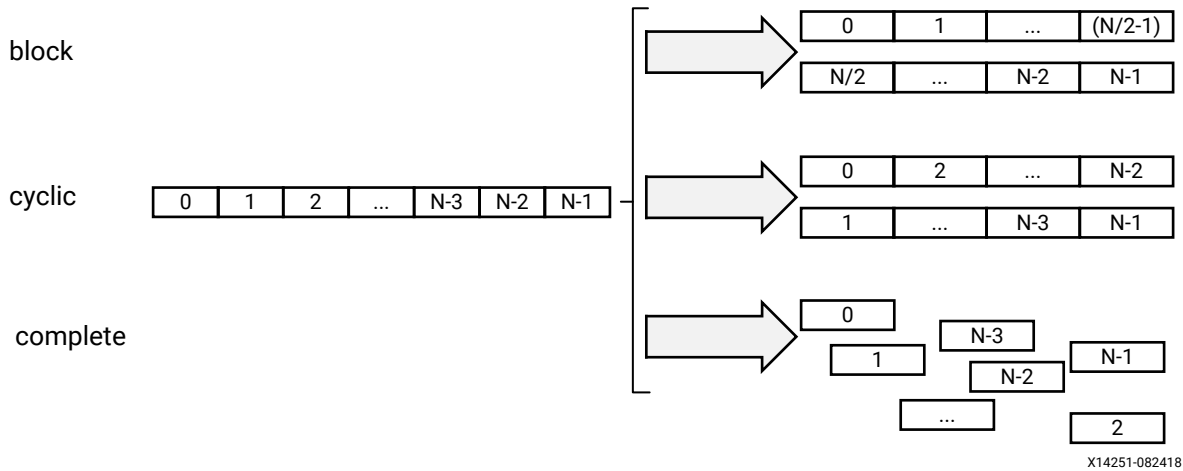 block
0 1 ... (N/2-1)
N/2 ... N-2 N-1
cyclic
0 1 2 ... N-3 N-2 N-1
0 2 ... N-2
1 ... N-3 N-1
complete
0
N-3
1
N-1
N-2
...
2
X14251-082418